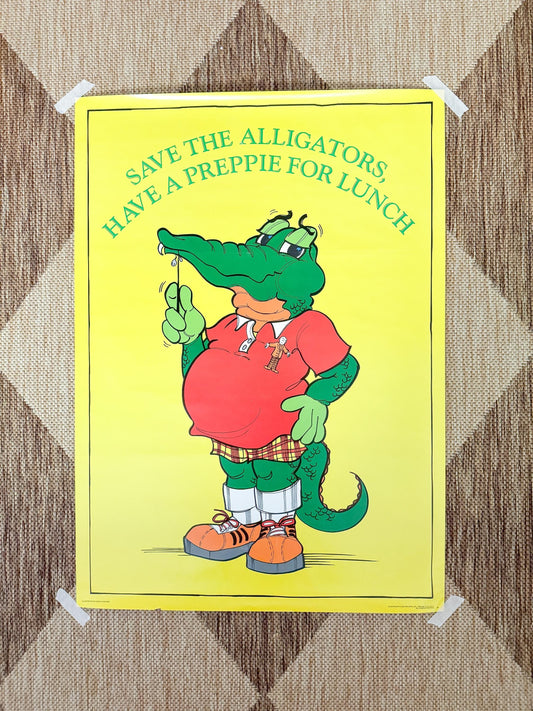 SAVE THE ALLIGATORS,
HAVE A PREPPIE FOR LUNCH